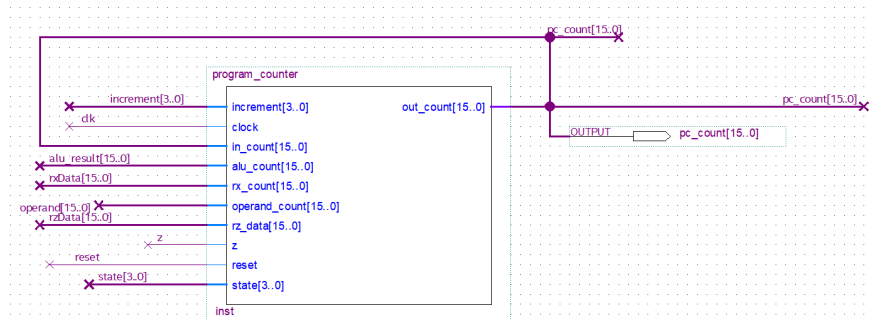 pc_count[15..0]
program_counter
increment[3..0] increment[3..0] out_count[15..0] pc_count[15..0]
clk clock
OUTPUT pc_count[15..0]
in_count[15..0]
alu_result[15..0] alu_count[15..0]
rxData[15..0] rx_count[15..0]
operand[15..0] operand_count[15..0]
rzData[15..0] rz_data[15..0]
z z
reset reset
state[3..0] state[3..0]
inst